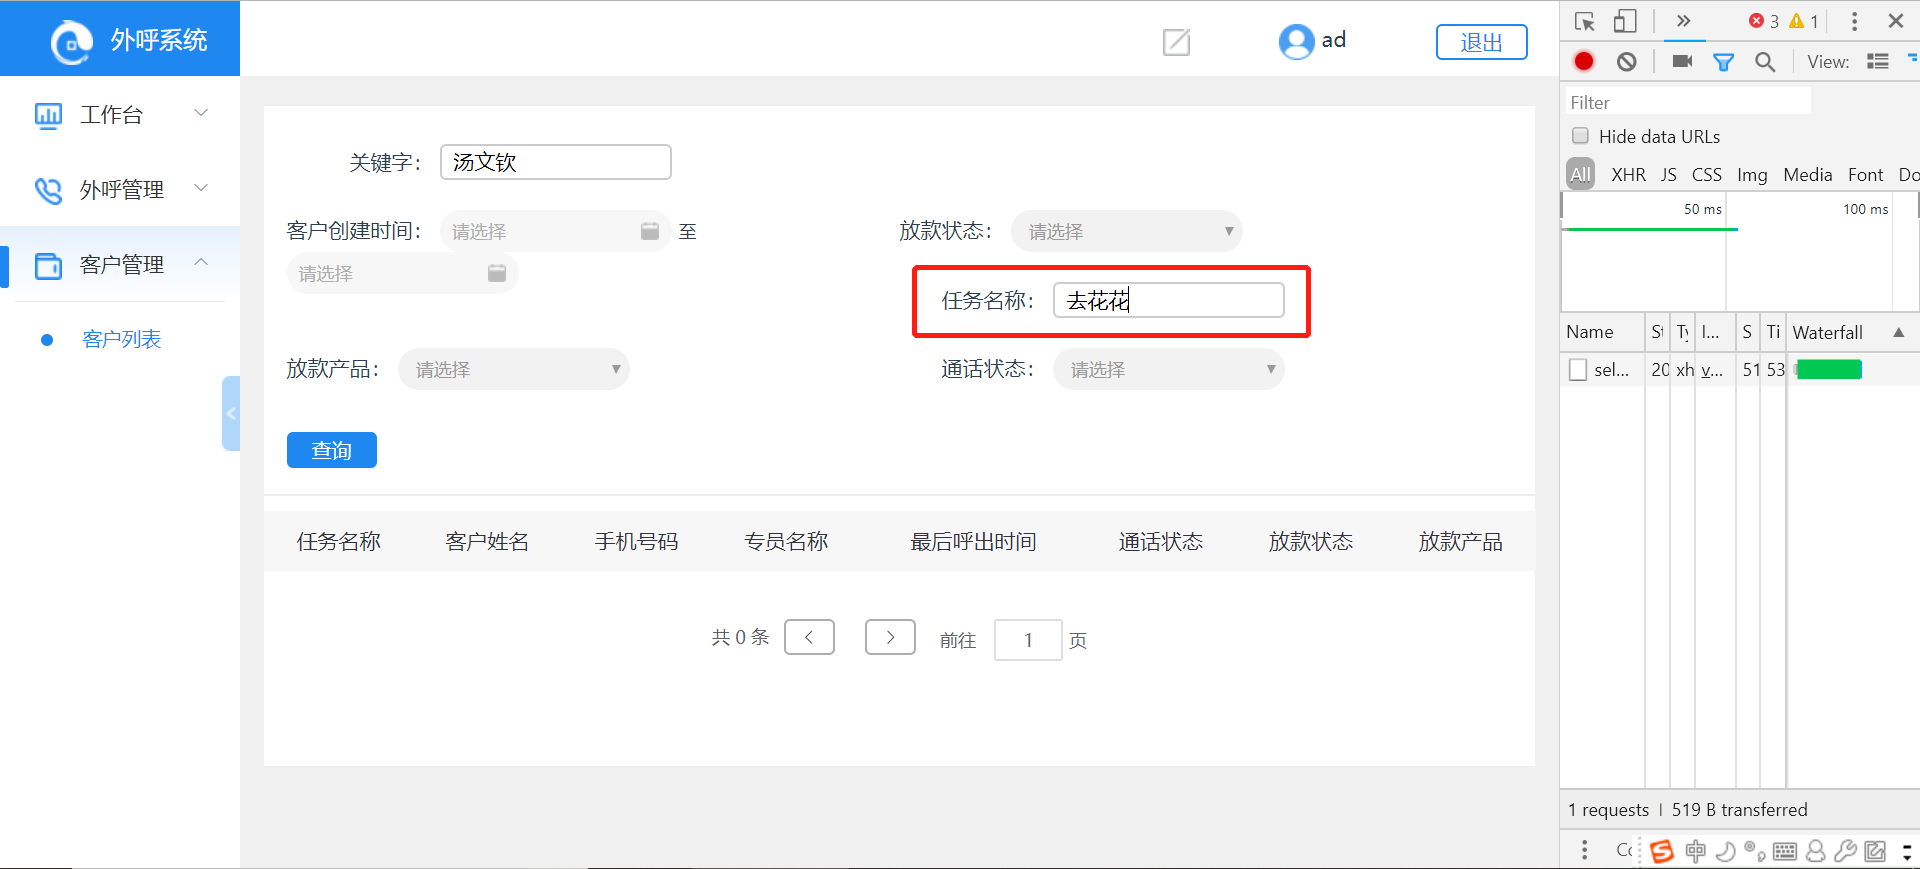 外呼系统
ad
退出
工作台
外呼管理
客户管理
客户列表
关键字：
汤文钦
客户创建时间：
请选择
至
请选择
放款状态：
请选择
任务名称：
去花花
放款产品：
请选择
通话状态：
请选择
查询
任务名称 客户姓名 手机号码 专员名称 最后呼出时间 通话状态 放款状态 放款产品
共 0 条
前往 1 页
3 1
View:
Filter
Hide data URLs
All XHR JS CSS Img Media Font Do
50 ms 100 ms
Name St Ty I... S Ti Waterfall
sel... 20 xh v... 51 53
1 requests | 519 B transferred
Co
中